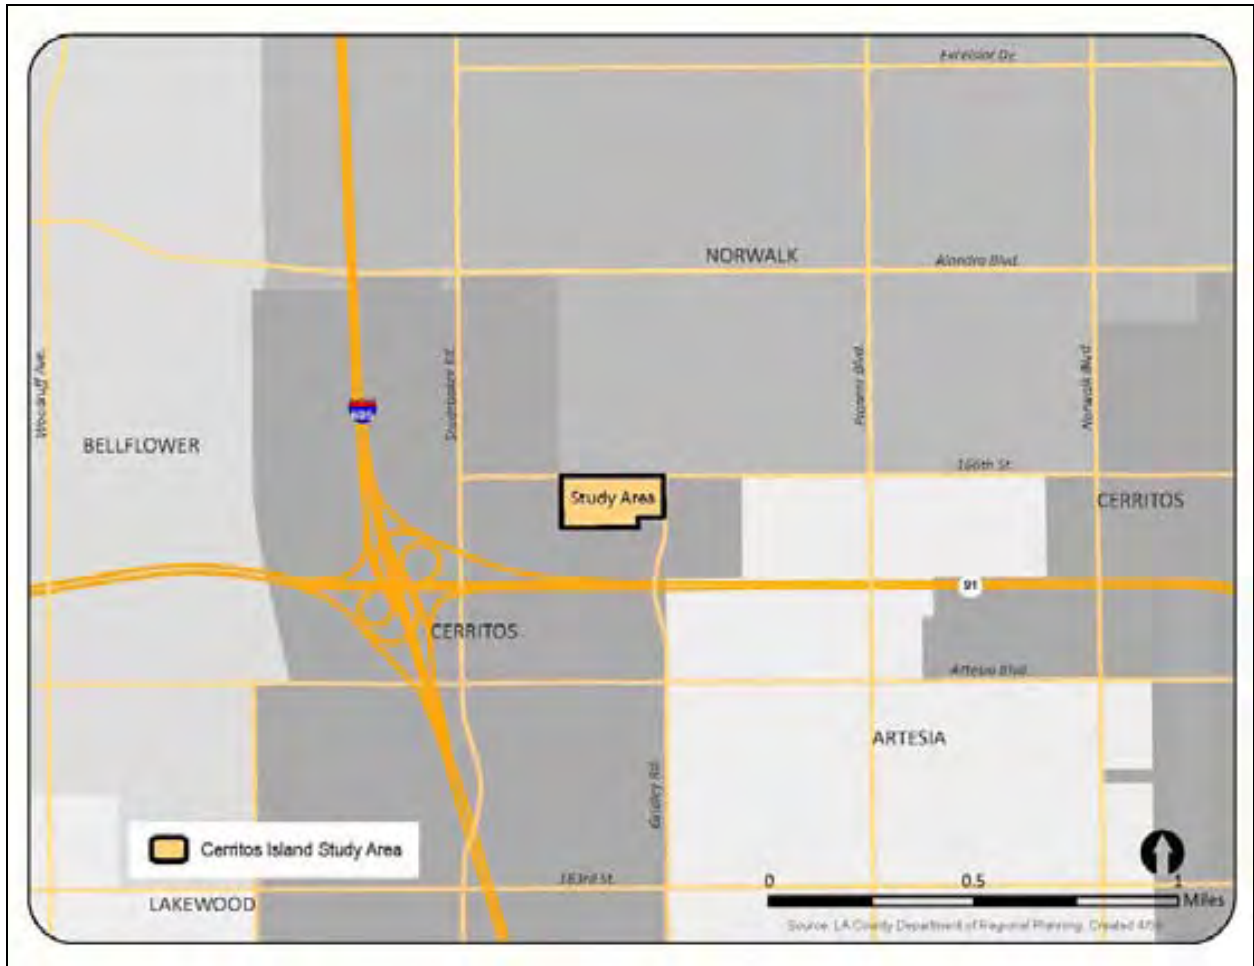 Excelsior Dr.
NORWALK
Alondra Blvd.
Woodruff Ave.
Studebaker Rd.
Pioneer Blvd.
Norwalk Blvd
605
BELLFLOWER
166th St.
Study Area
CERRITOS
91
CERRITOS
Artesia Blvd.
ARTESIA
Gridley Rd.
Cerritos Island Study Area
183rd St.
0
0.5
1
Miles
LAKEWOOD
Source: LA County Department of Regional Planning. Created